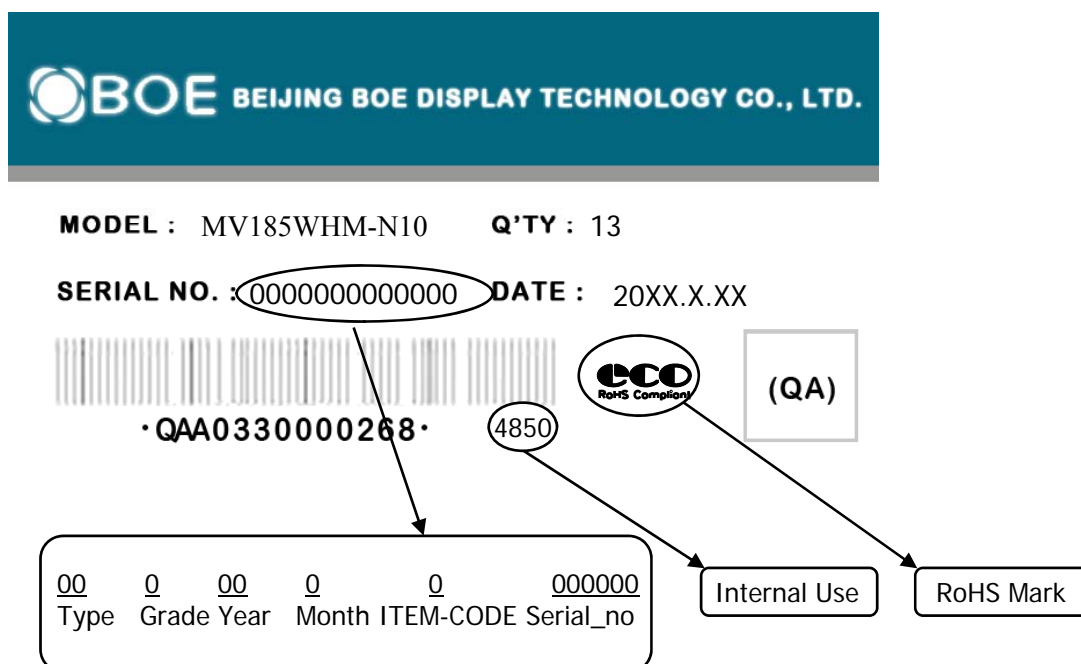 BOE BEIJING BOE DISPLAY TECHNOLOGY CO., LTD.
MODEL : MV185WHM-N10 Q'TY : 13
SERIAL NO. : 0000000000000 DATE : 20XX.X.XX
eco
RoHS Compliant
(QA)
·QAA0330000268· 4850
00 0 00 0 0 000000
Type Grade Year Month ITEM-CODE Serial_no
Internal Use
RoHS Mark